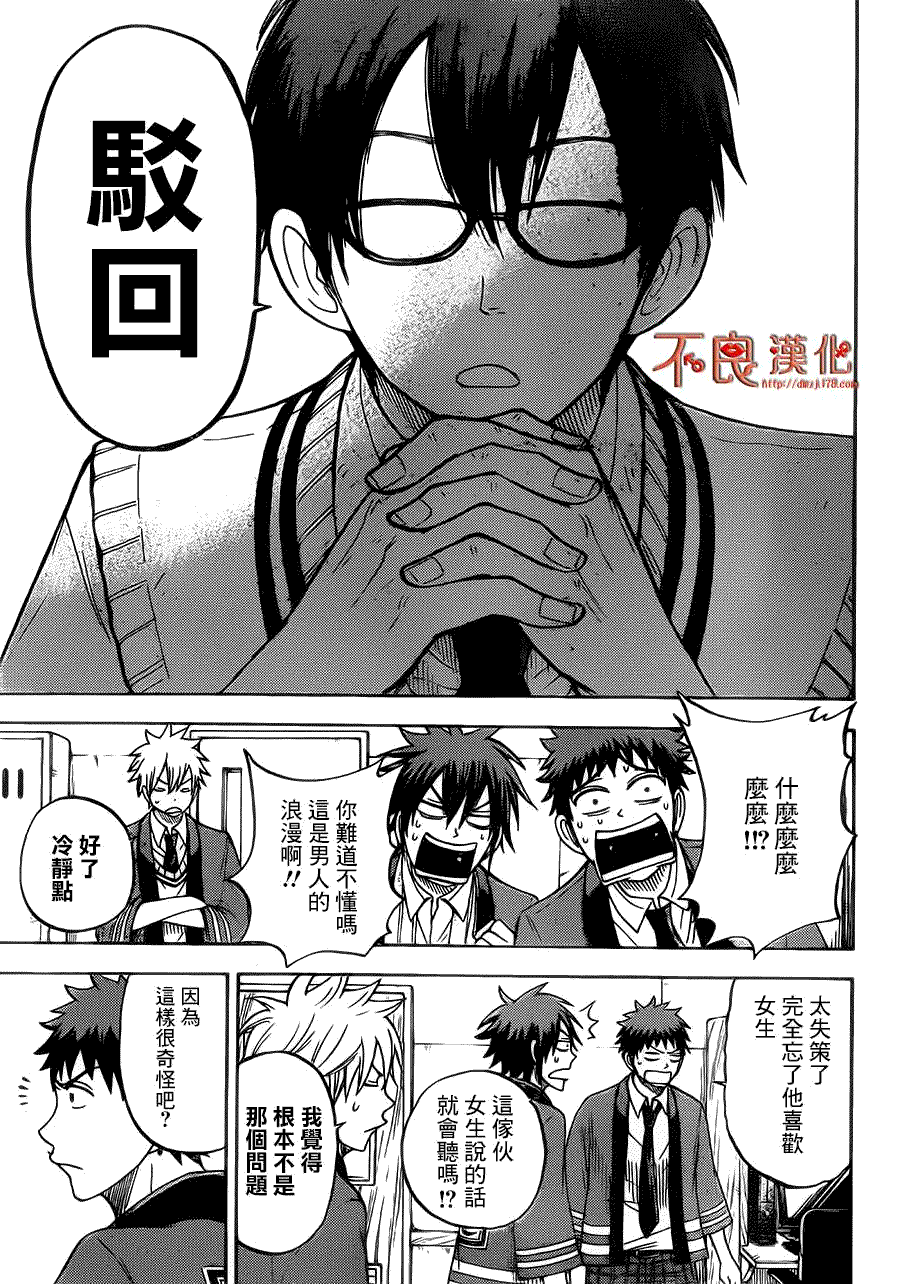 駁回
不良漢化
http://dmzj178.com
什麼麼麼
麼麼!!!?
你難道不懂嗎
這是男人的
浪漫啊!!
好了
冷靜點
太失策了
完全忘了他喜歡
女生
這傢伙
女生說的話
就會聽嗎!?
我覺得
根本不是
那個問題
因為
這樣很奇怪吧?